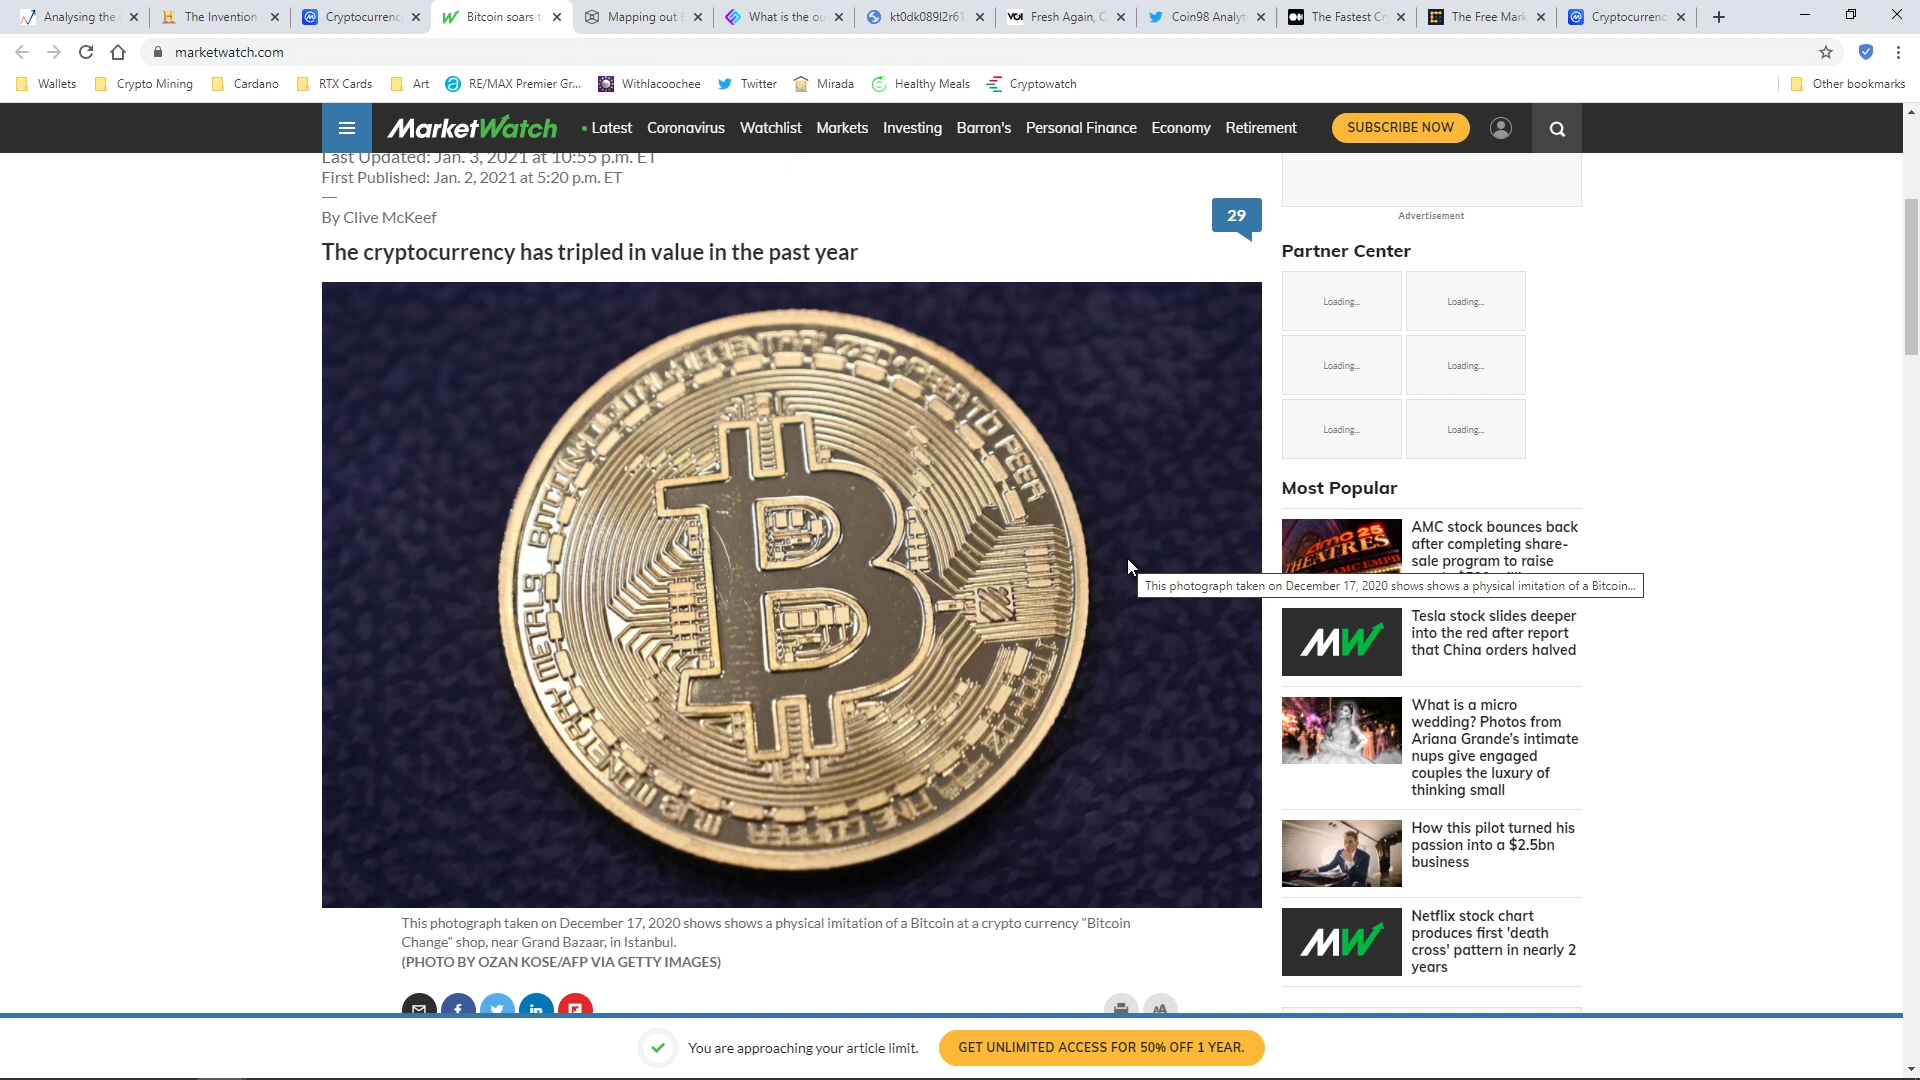 Analysing the
The Invention
Cryptocurrenc
Bitcoin soars t
Mapping out E
What is the ou
kt0dk089l2r61
Fresh Again, C
Coin98 Analyt
The Fastest Cr
The Free Mark
Cryptocurrenc
marketwatch.com
Wallets
Crypto Mining
Cardano
RTX Cards
Art
RE/MAX Premier Gr...
Withlacoochee
Twitter
Mirada
Healthy Meals
Cryptowatch
Other bookmarks
MarketWatch
Latest
Coronavirus
Watchlist
Markets
Investing
Barron's
Personal Finance
Economy
Retirement
SUBSCRIBE NOW
Last Updated: Jan. 3, 2021 at 10:55 p.m. ET
First Published: Jan. 2, 2021 at 5:20 p.m. ET
—
By Clive McKeef
29
The cryptocurrency has tripled in value in the past year
BITCOIN
DIGITAL
DECENTRALIZED
PEER TO PEER
This photograph taken on December 17, 2020 shows shows a physical imitation of a Bitcoin at a crypto currency "Bitcoin
Change" shop, near Grand Bazaar, in Istanbul.
(PHOTO BY OZAN KOSE/AFP VIA GETTY IMAGES)
Advertisement
Partner Center
Loading...
Loading...
Loading...
Loading...
Loading...
Loading...
Most Popular
AMC stock bounces back
after completing share-
sale program to raise
This photograph taken on December 17, 2020 shows shows a physical imitation of a Bitcoin...
Tesla stock slides deeper
into the red after report
that China orders halved
MW
What is a micro
wedding? Photos from
Ariana Grande's intimate
nups give engaged
couples the luxury of
thinking small
How this pilot turned his
passion into a $2.5bn
business
Netflix stock chart
produces first 'death
cross' pattern in nearly 2
years
MW
You are approaching your article limit.
GET UNLIMITED ACCESS FOR 50% OFF 1 YEAR.